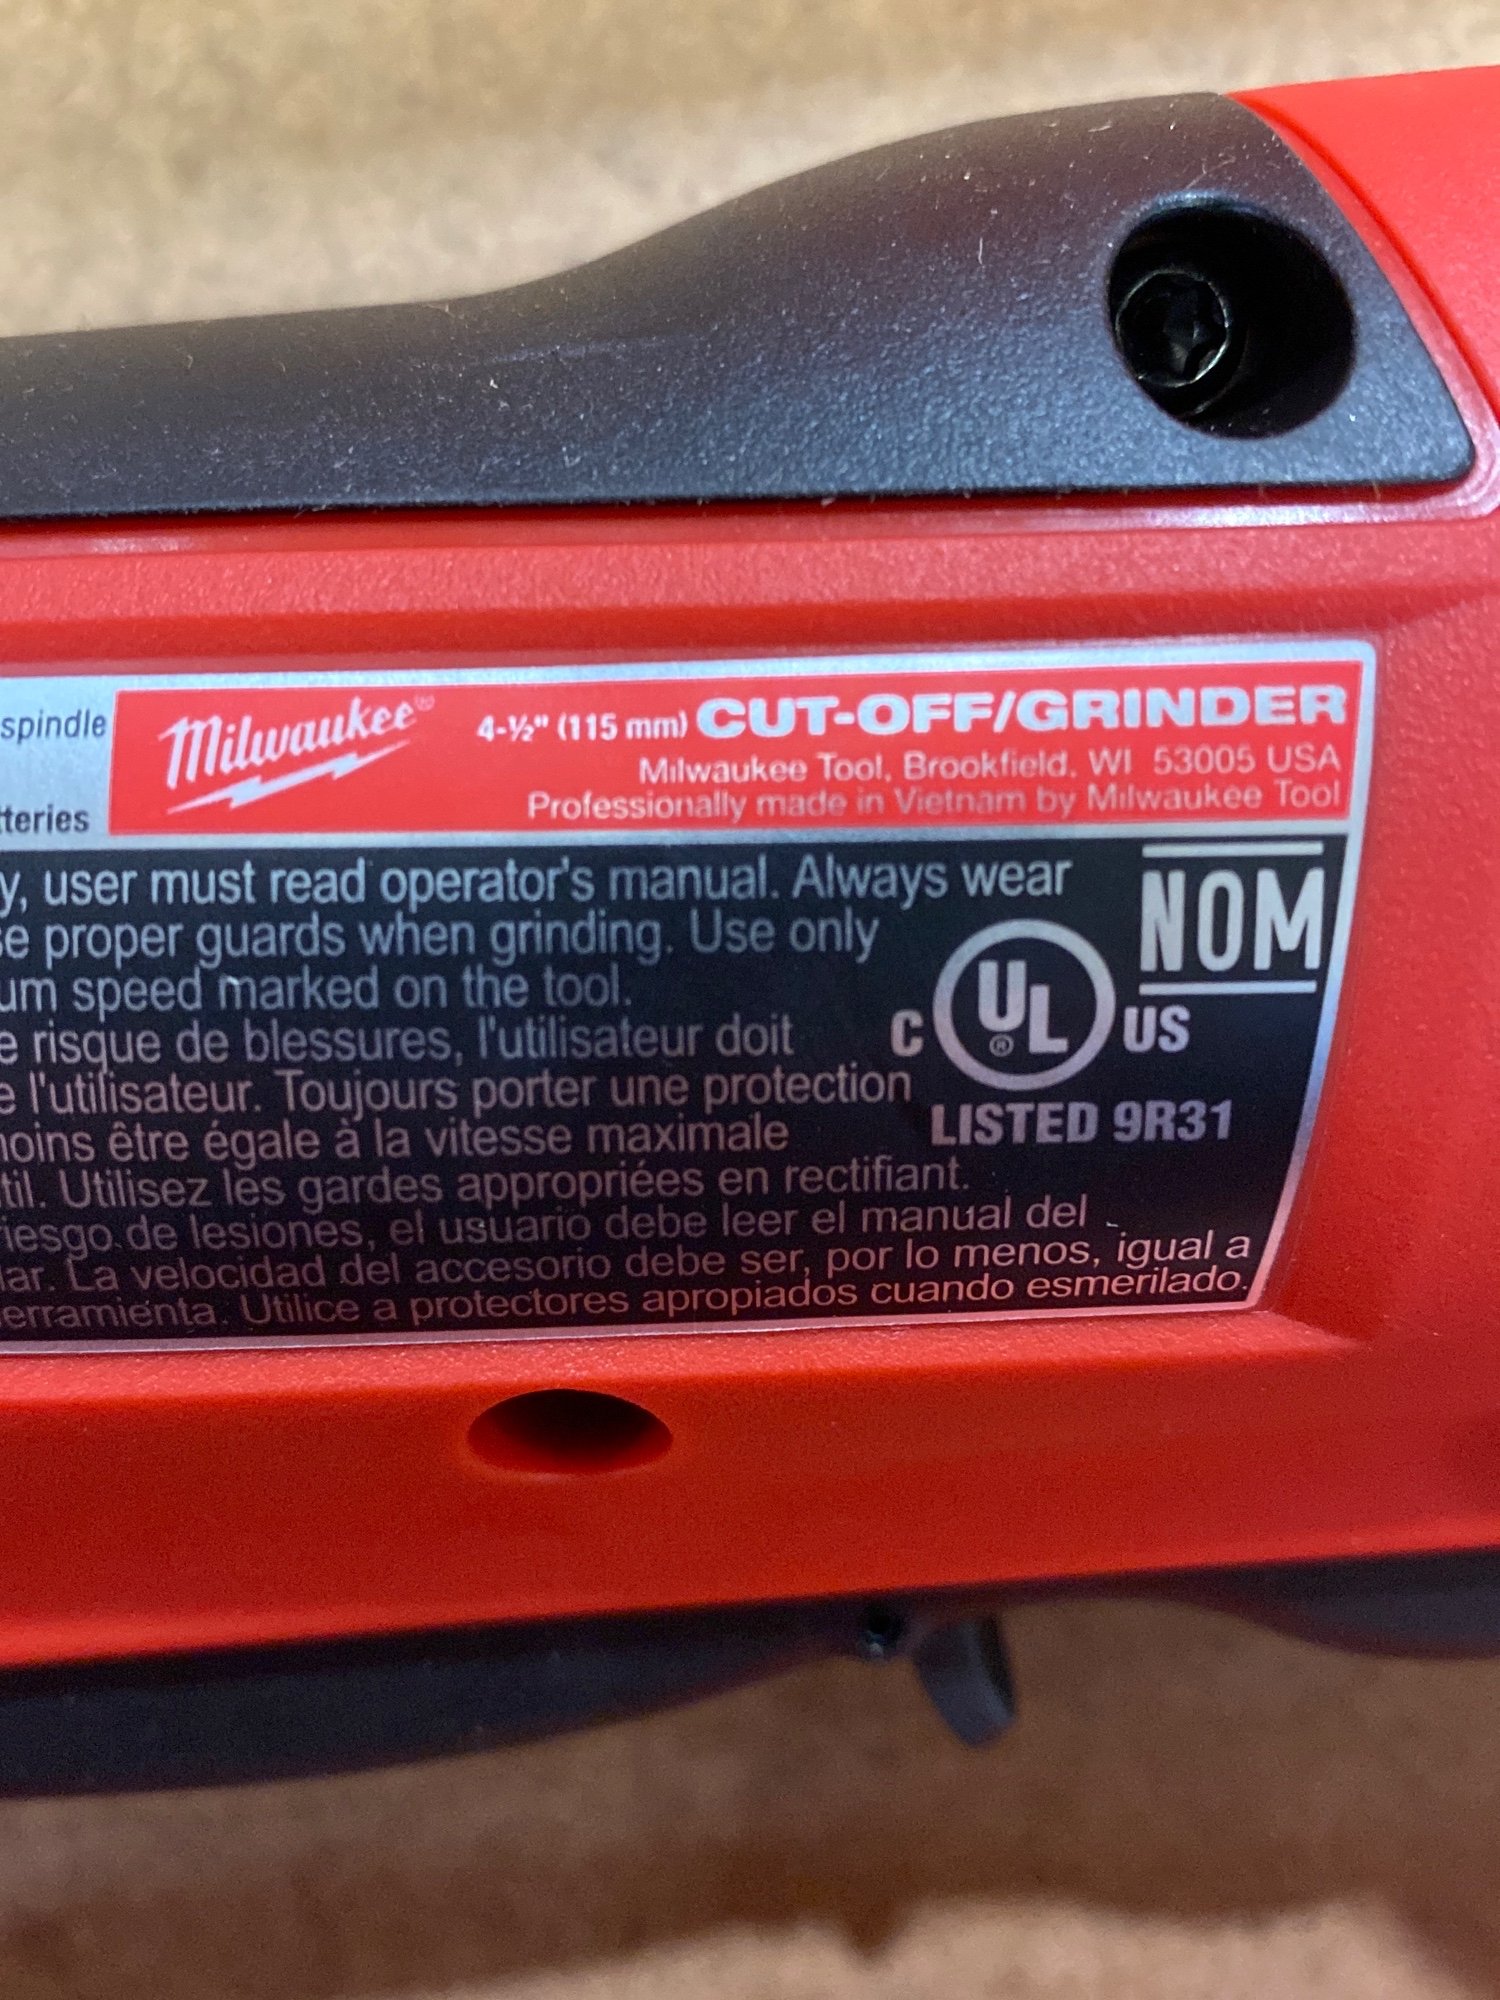 spindle
Milwaukee®
4-½" (115 mm) CUT-OFF/GRINDER
Milwaukee Tool, Brookfield, WI 53005 USA
Professionally made in Vietnam by Milwaukee Tool
tteries
y, user must read operator's manual. Always wear
se proper guards when grinding. Use only
um speed marked on the tool.
e risque de blessures, l'utilisateur doit
e l'utilisateur. Toujours porter une protection
noins être égale à la vitesse maximale
til. Utilisez les gardes appropriées en rectifiant.
riesgo de lesiones, el usuario debe leer el manual del
lar. La velocidad del accesorio debe ser, por lo menos, igual a
erramienta. Utilice a protectores apropiados cuando esmerilado.
NOM
C UL® US
LISTED 9R31